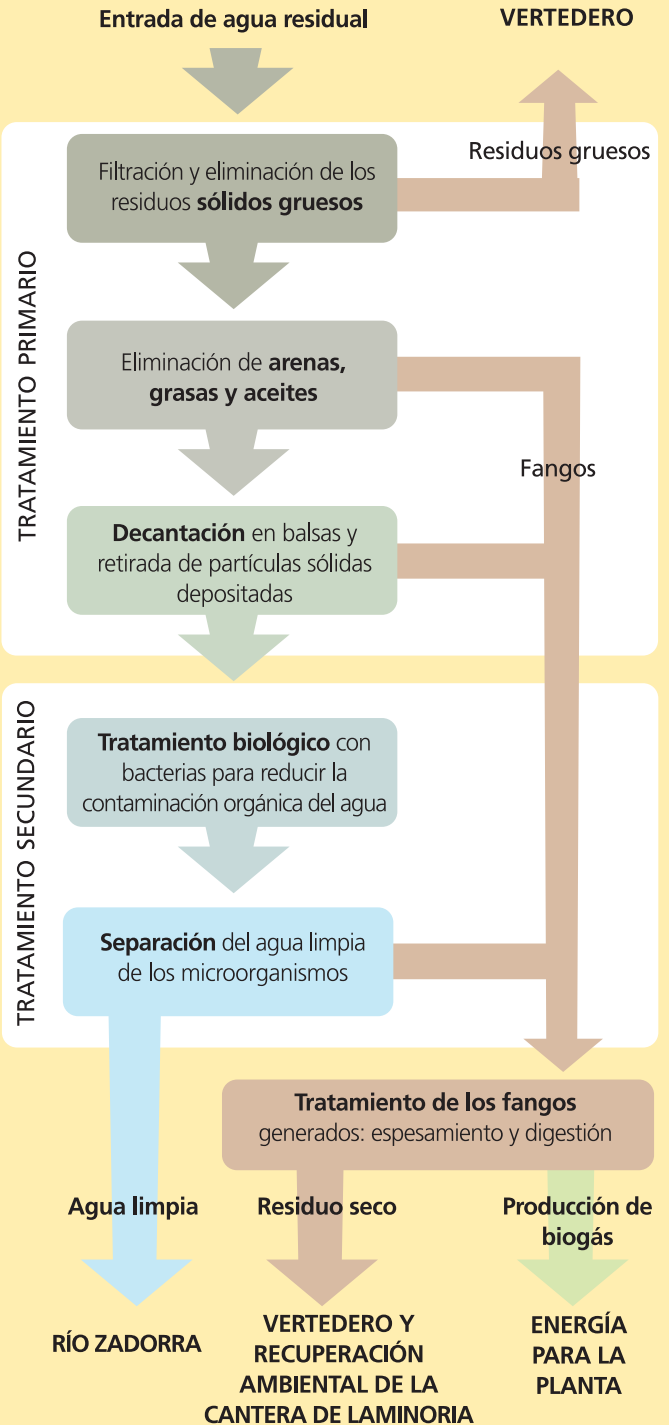 Entrada de agua residual
VERTEDERO
TRATAMIENTO PRIMARIO
Filtración y eliminación de los
residuos sólidos gruesos
Residuos gruesos
Eliminación de arenas,
grasas y aceites
Fangos
Decantación en balsas y
retirada de partículas sólidas
depositadas
TRATAMIENTO SECUNDARIO
Tratamiento biológico con
bacterias para reducir la
contaminación orgánica del agua
Separación del agua limpia
de los microorganismos
Tratamiento de los fangos
generados: espesamiento y digestión
Agua limpia
Residuo seco
Producción de
biogás
RÍO ZADORRA
VERTEDERO Y
RECUPERACIÓN
AMBIENTAL DE LA
CANTERA DE LAMINORIA
ENERGÍA
PARA LA
PLANTA